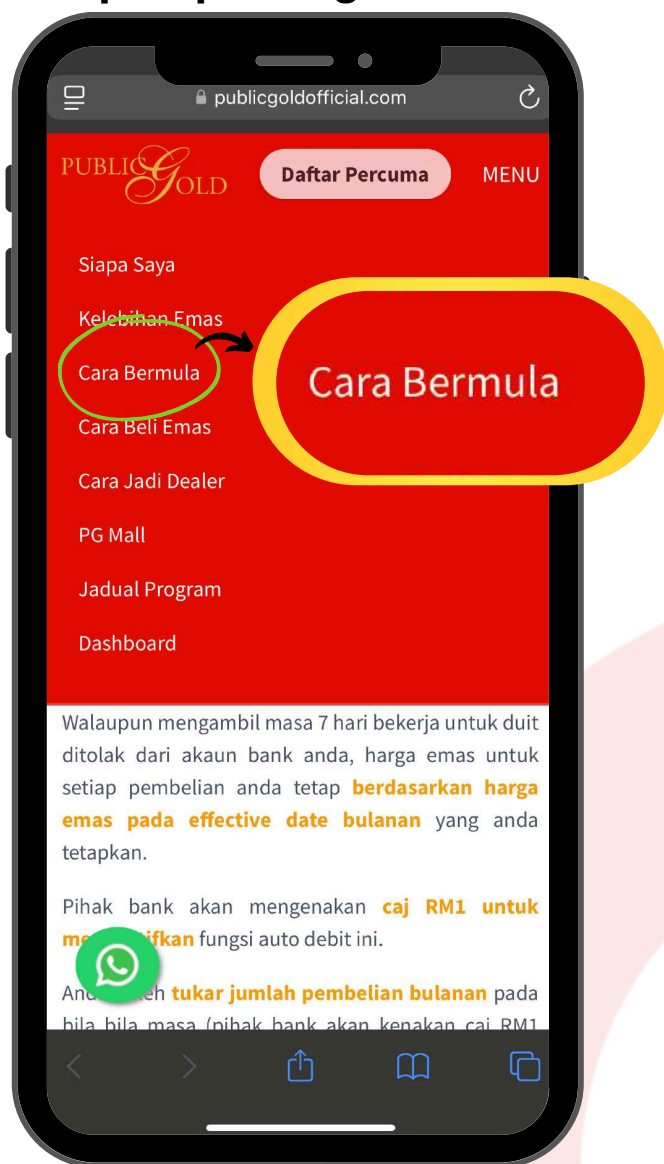 publicgoldofficial.com
PUBLIC GOLD
Daftar Percuma
MENU
Siapa Saya
Kelebihan Emas
Cara Bermula
Cara Bermula
Cara Beli Emas
Cara Jadi Dealer
PG Mall
Jadual Program
Dashboard
Walaupun mengambil masa 7 hari bekerja untuk duit
ditolak dari akaun bank anda, harga emas untuk
setiap pembelian anda tetap berdasarkan harga
emas pada effective date bulanan yang anda
tetapkan.
Pihak bank akan mengenakan caj RM1 untuk
fungsi auto debit ini.
tukar jumlah pembelian bulanan pada
bila bila masa (pihak bank akan kenakan caj RM1